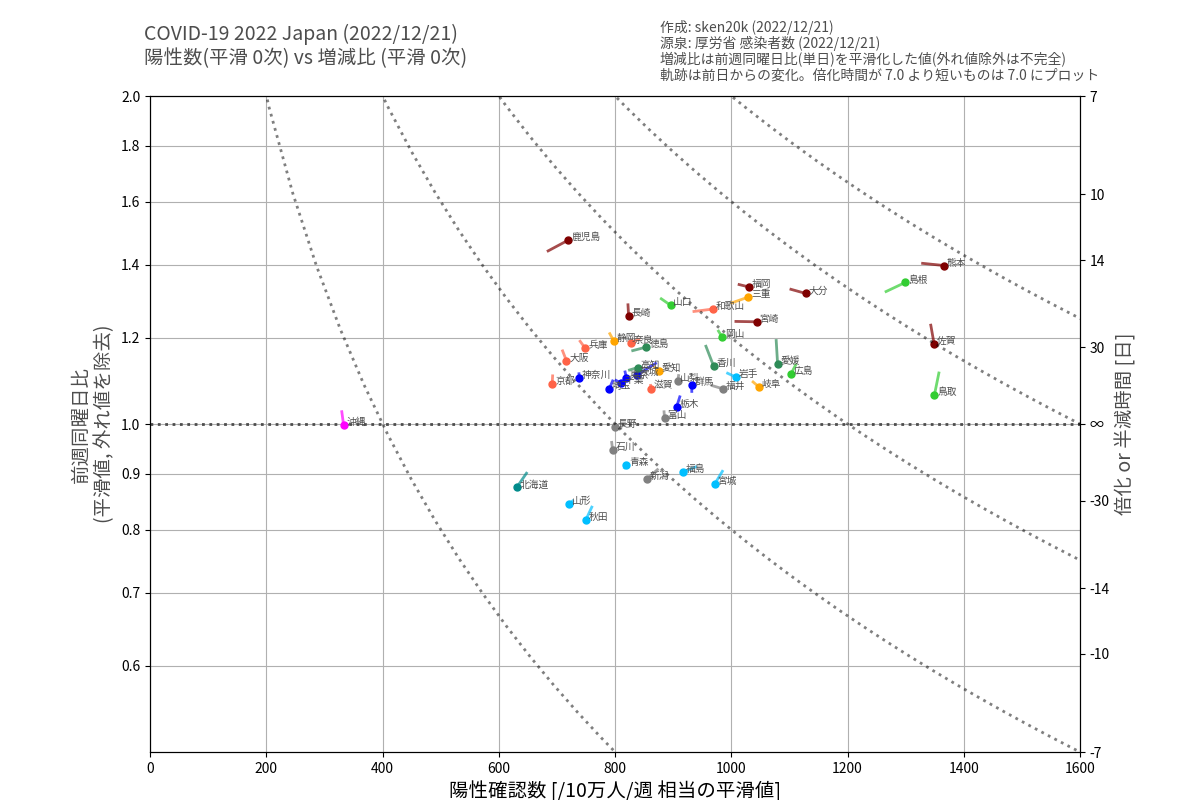 COVID-19 2022 Japan (2022/12/21)
陽性数(平滑 0次) vs 増減比 (平滑 0次)
作成: sken20k (2022/12/21)
源泉: 厚労省 感染者数 (2022/12/21)
増減比は前週同曜日比(単日)を平滑化した値(外れ値除外は不完全)
軌跡は前日からの変化。倍化時間が 7.0 より短いものは 7.0 にプロット
2.0
1.8
1.6
1.4
1.2
1.0
0.9
0.8
0.7
0.6
前週同曜日比
(平滑値, 外れ値を除去)
鹿児島
熊本
島根
福岡
三重
大分
山口
和歌山
長崎
宮崎
岡山
静岡
奈良
徳島
佐賀
兵庫
大阪
香川
愛媛
愛知
広島
神奈川
京都
岩手
山梨
群馬
滋賀
福井
岐阜
鳥取
栃木
富山
沖縄
長野
石川
青森
新潟
福島
宮城
北海道
山形
秋田
7
10
14
30
∞
-30
-14
-10
-7
倍化 or 半減時間 [日]
0
200
400
600
800
1000
1200
1400
1600
陽性確認数 [/10万人/週 相当の平滑値]